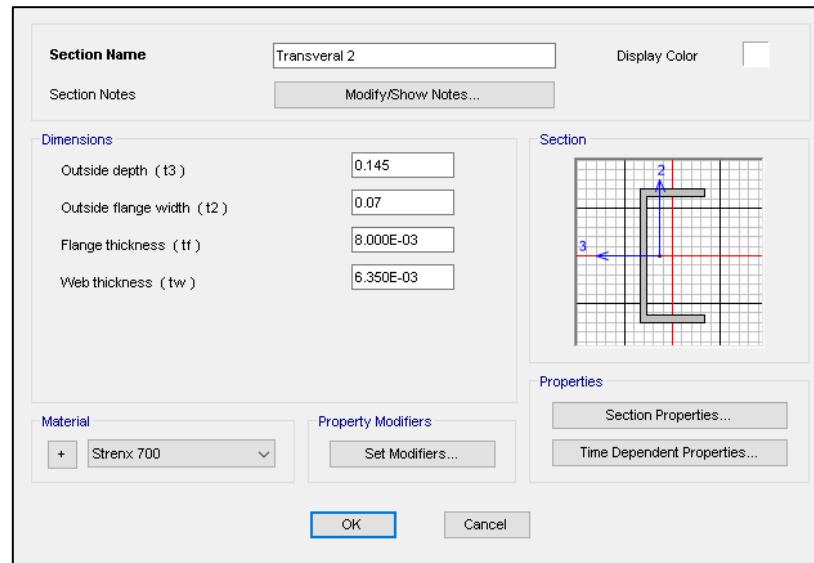 Section Name Transveral 2 Display Color
Section Notes Modify/Show Notes...
Dimensions
Outside depth ( t3 ) 0.145
Outside flange width ( t2 ) 0.07
Flange thickness ( tf ) 8.000E-03
Web thickness ( tw ) 6.350E-03
Section
2
3
Properties
Section Properties...
Time Dependent Properties...
Material
+ Strenx 700
Property Modifiers
Set Modifiers...
OK Cancel